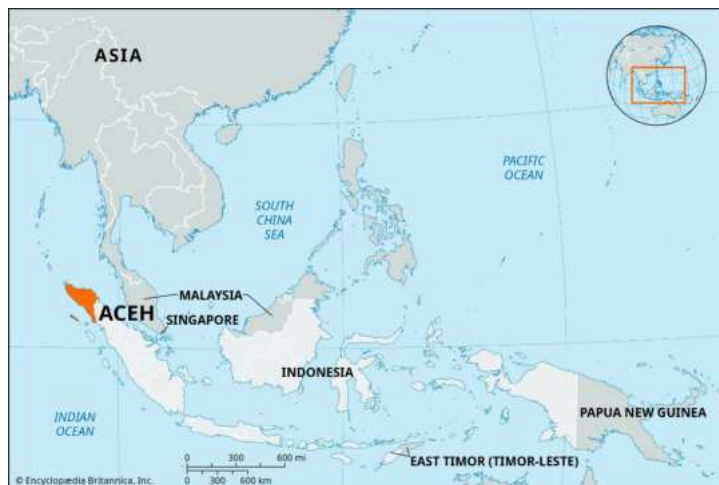 ASIA
PACIFIC
OCEAN
SOUTH
CHINA
SEA
MALAYSIA
ACEH
SINGAPORE
INDONESIA
PAPUA NEW GUINEA
INDIAN
OCEAN
EAST TIMOR (TIMOR-LESTE)
0 300 600 mi
0 300 600 km
© Encyclopædia Britannica, Inc.